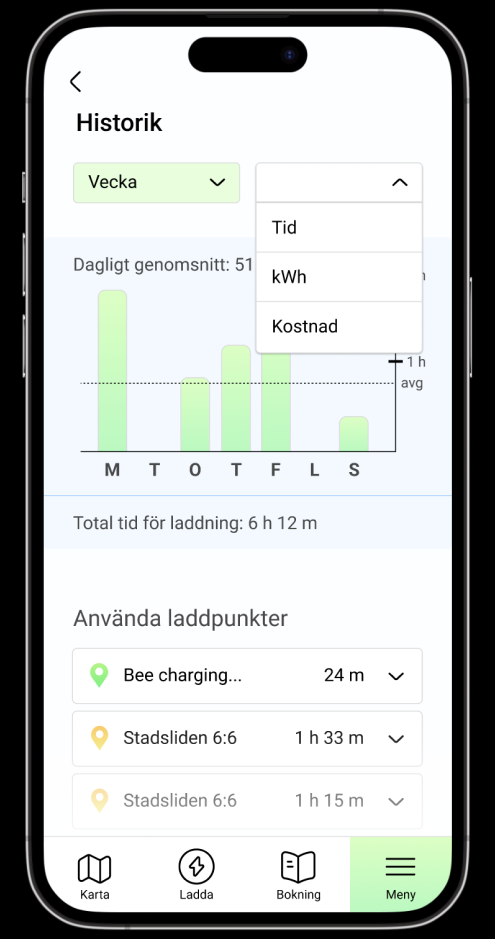 Historik
Vecka
Tid
kWh
Kostnad
Dagligt genomsnitt: 51
1 h
avg
M T O T F L S
Total tid för laddning: 6 h 12 m
Använda laddpunkter
Bee charging... 24 m
Stadsliden 6:6 1 h 33 m
Stadsliden 6:6 1 h 15 m
Karta Ladda Bokning Meny